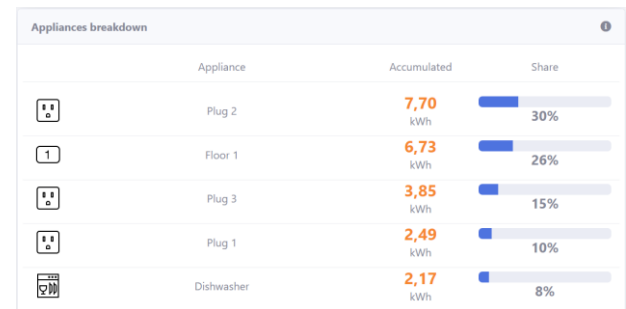 Appliances breakdown
Appliance Accumulated Share
Plug 2 7,70 kWh 30%
1 Floor 1 6,73 kWh 26%
Plug 3 3,85 kWh 15%
Plug 1 2,49 kWh 10%
Dishwasher 2,17 kWh 8%